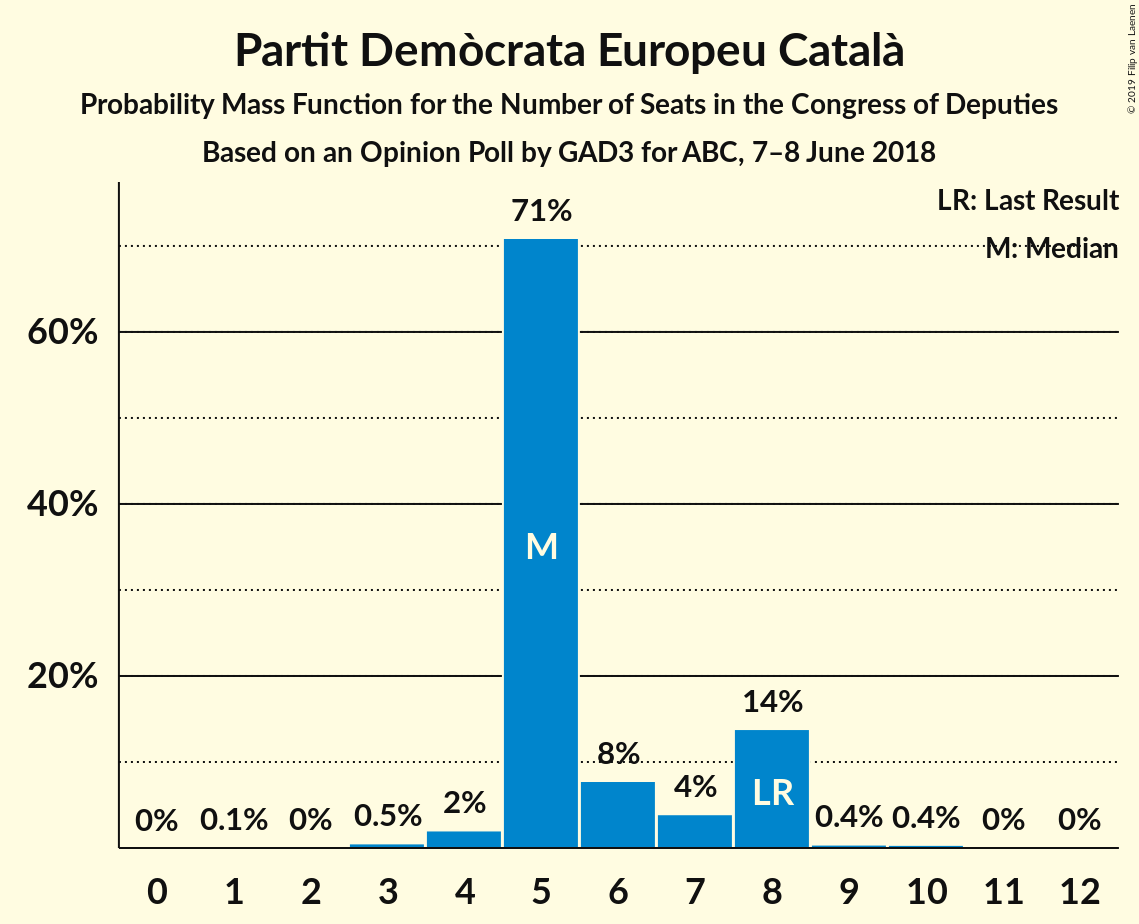 Partit Demòcrata Europeu Català
Probability Mass Function for the Number of Seats in the Congress of Deputies
Based on an Opinion Poll by GAD3 for ABC, 7–8 June 2018
© 2019 Filip van Laenen
LR: Last Result
M: Median
60%
40%
20%
0%
0.1%
0%
0.5%
2%
71%
8%
4%
14%
0.4%
0.4%
0%
0%
M
LR
0 1 2 3 4 5 6 7 8 9 10 11 12